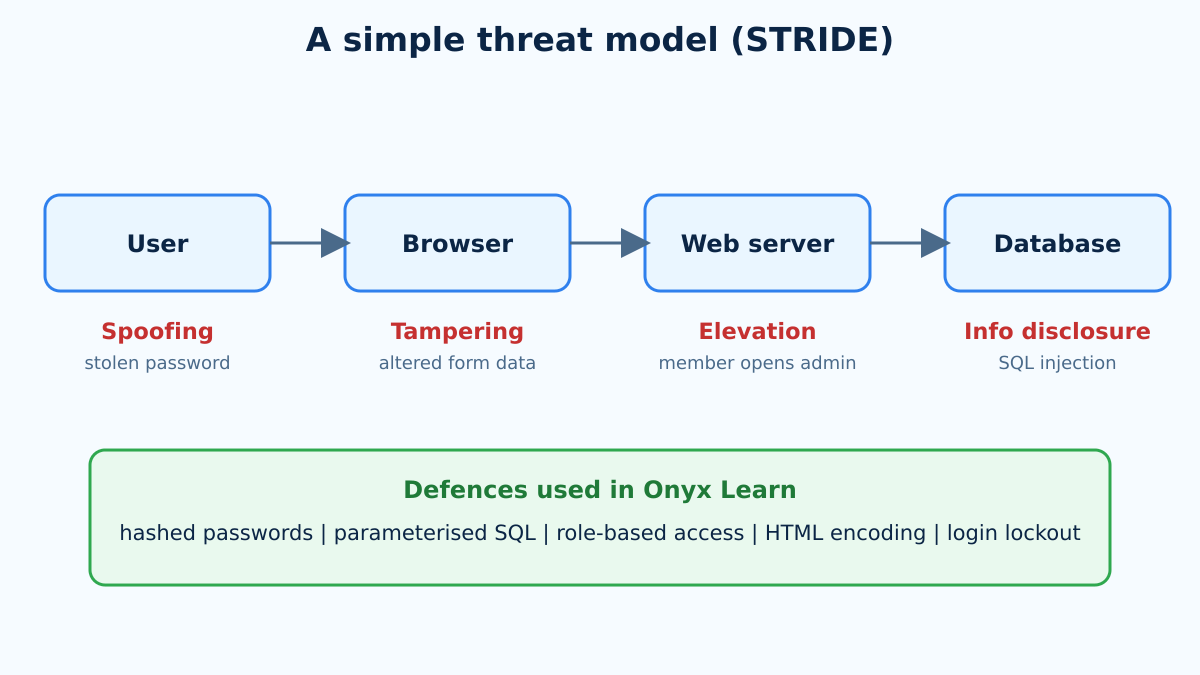 A simple threat model (STRIDE)
User
Browser
Web server
Database
Spoofing
stolen password
Tampering
altered form data
Elevation
member opens admin
Info disclosure
SQL injection
Defences used in Onyx Learn
hashed passwords | parameterised SQL | role-based access | HTML encoding | login lockout